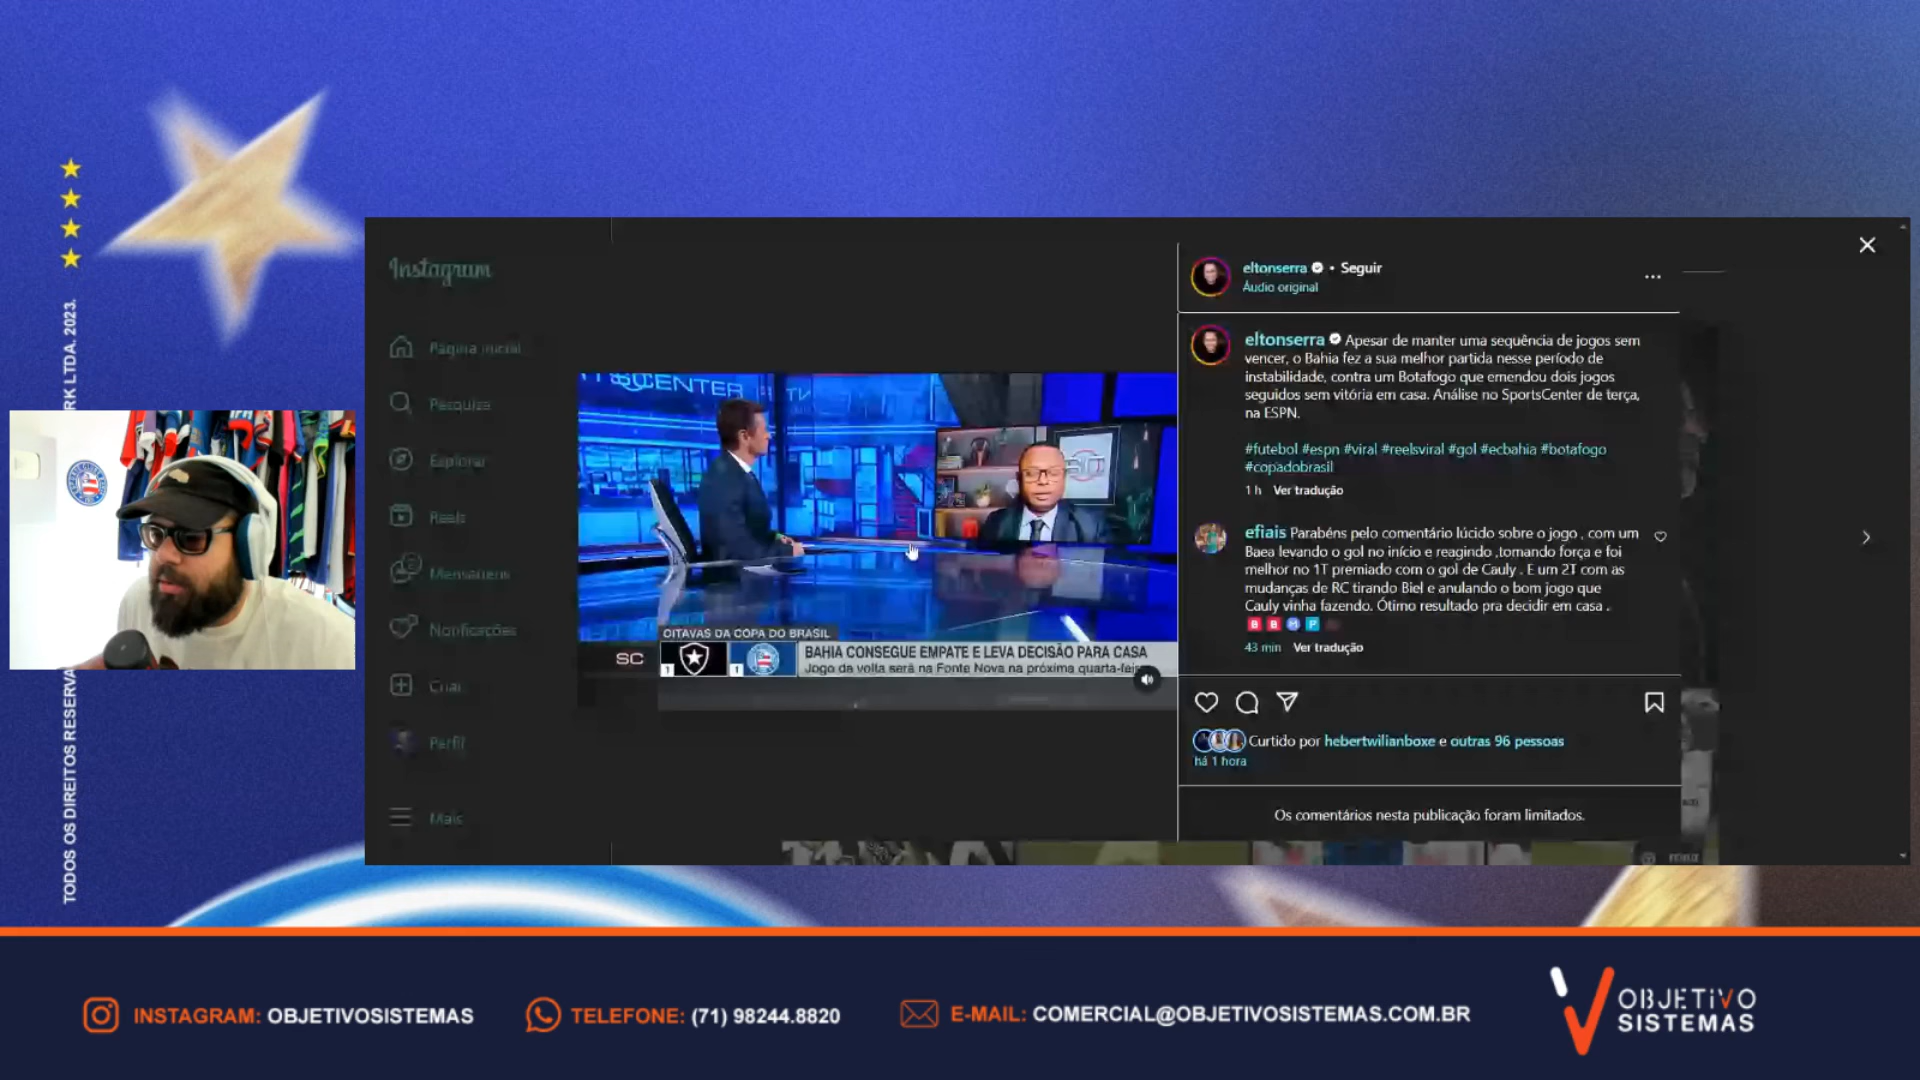 TODOS OS DIREITOS RESERVA
RK LTDA. 2023.
Instagram
Página inicial
Pesquisa
Explorar
Reels
Mensagens
Notificações
Criar
Perfil
Mais
SC
OITAVAS DA COPA DO BRASIL
1
1
BAHIA CONSEGUE EMPATE E LEVA DECISÃO PARA CASA
Jogo da volta será na Fonte Nova na próxima quarta-feir
eltonserra • Seguir
Áudio original
eltonserra Apesar de manter uma sequência de jogos sem
vencer, o Bahia fez a sua melhor partida nesse período de
instabilidade, contra um Botafogo que emendou dois jogos
seguidos sem vitória em casa. Análise no SportsCenter de terça,
na ESPN.
#futebol #espn #viral #reelsviral #gol #ecbahia #botafogo
#copadobrasil
1 h Ver tradução
efiais Parabéns pelo comentário lúcido sobre o jogo , com um
Baea levando o gol no início e reagindo ,tomando força e foi
melhor no 1T premiado com o gol de Cauly . E um 2T com as
mudanças de RC tirando Biel e anulando o bom jogo que
Cauly vinha fazendo. Ótimo resultado pra decidir em casa .
B B M P
43 min Ver tradução
Curtido por hebertwilianboxe e outras 96 pessoas
há 1 hora
Os comentários nesta publicação foram limitados.
INSTAGRAM: OBJETIVOSISTEMAS
TELEFONE: (71) 98244.8820
E-MAIL: COMERCIAL@OBJETIVOSISTEMAS.COM.BR
OBJETIVO
SISTEMAS